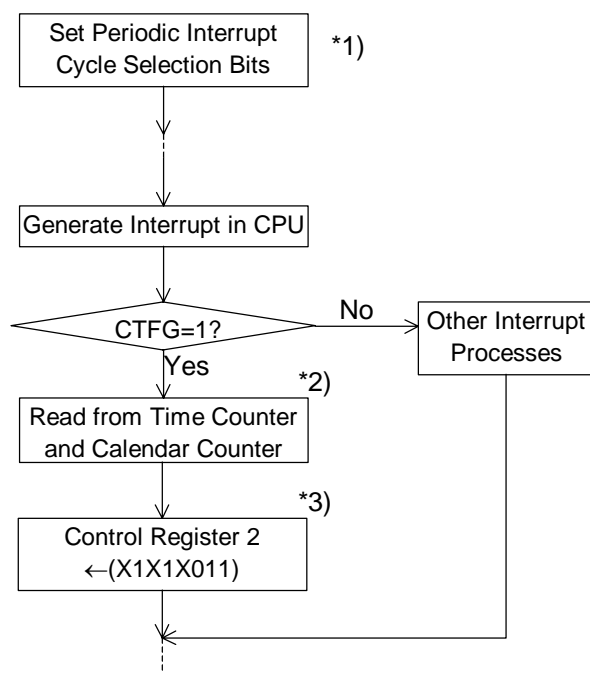 Set Periodic Interrupt
Cycle Selection Bits
*1)
Generate Interrupt in CPU
CTFG=1?
No
Other Interrupt
Processes
Yes
*2)
Read from Time Counter
and Calendar Counter
*3)
Control Register 2
←(X1X1X011)